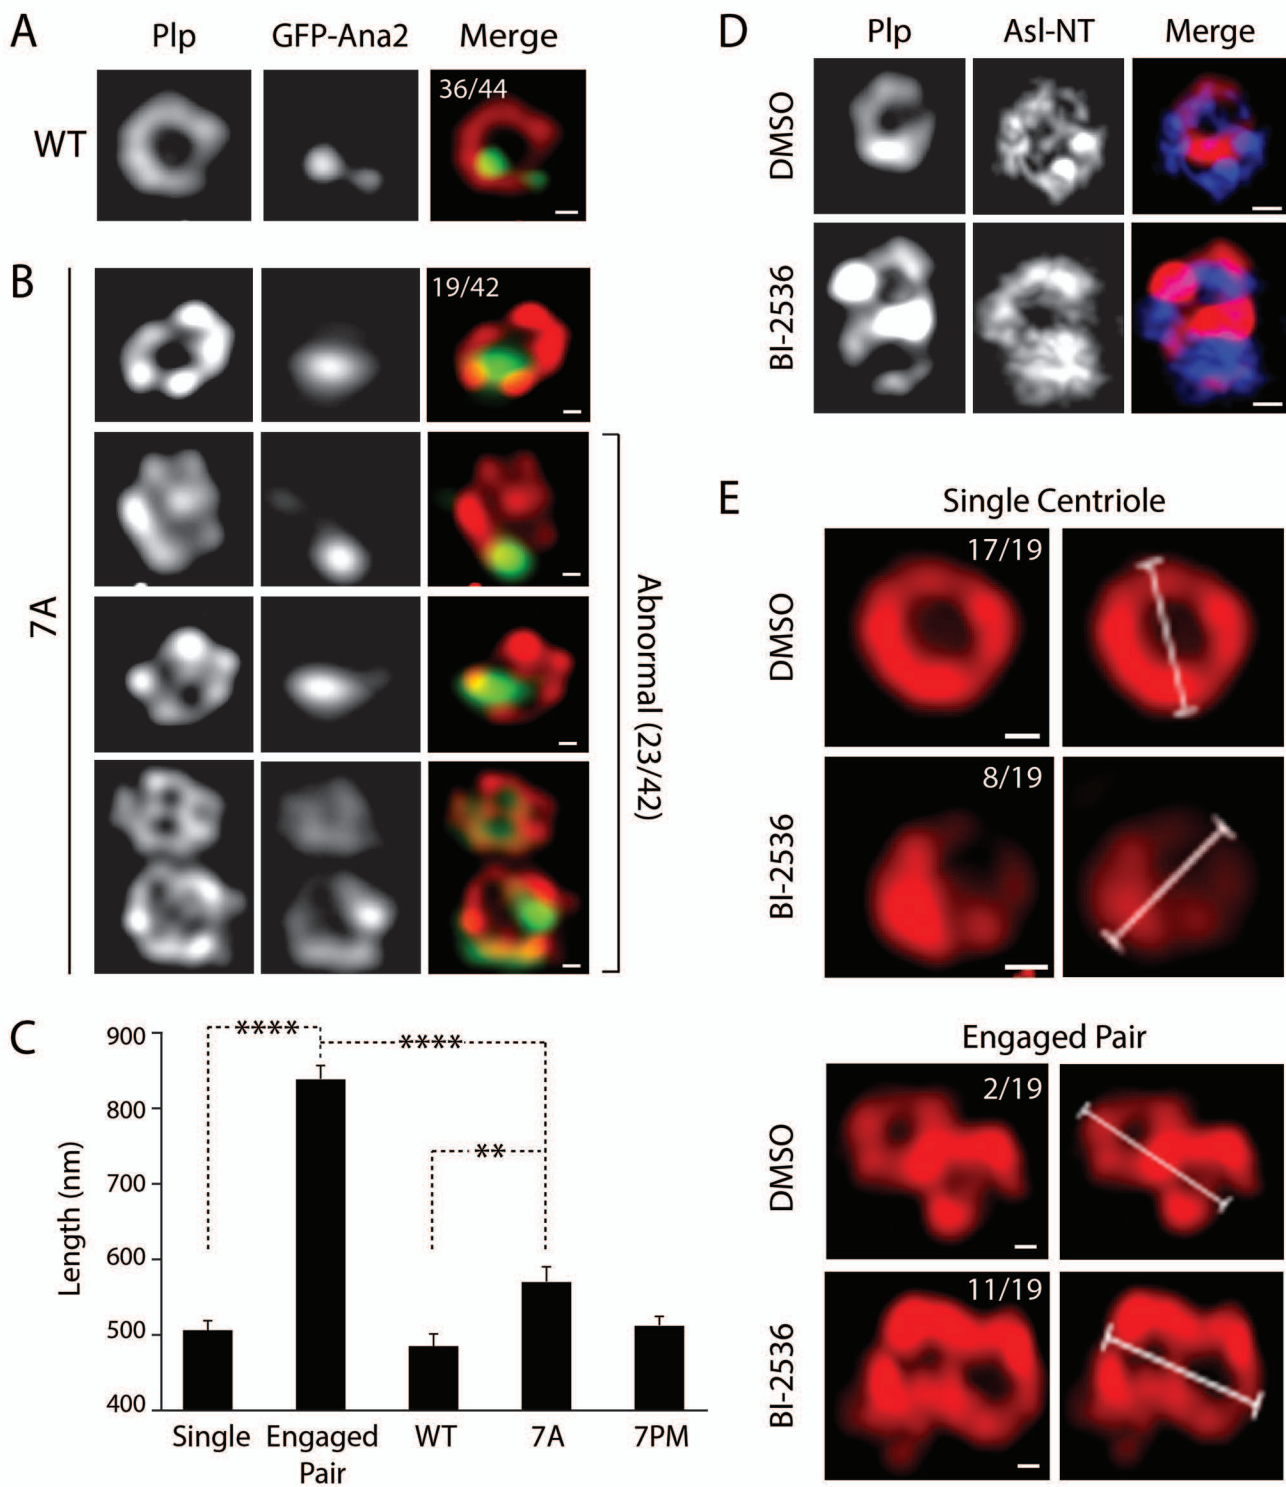 A
Plp
GFP-Ana2
Merge
WT
36/44
B
7A
19/42
Abnormal (23/42)
C
Length (nm)
900
800
700
600
500
400
****
****
**
Single
Engaged
Pair
WT
7A
7PM
D
Plp
Asl-NT
Merge
DMSO
BI-2536
E
Single Centriole
DMSO
17/19
BI-2536
8/19
Engaged Pair
DMSO
2/19
BI-2536
11/19